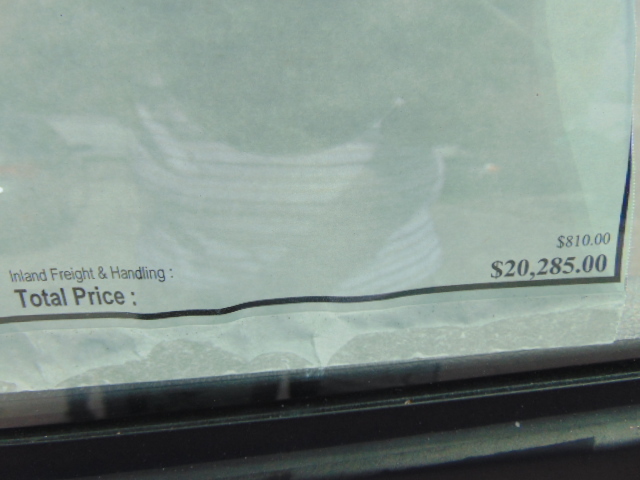 Inland Freight & Handling : $810.00
Total Price : $20,285.00